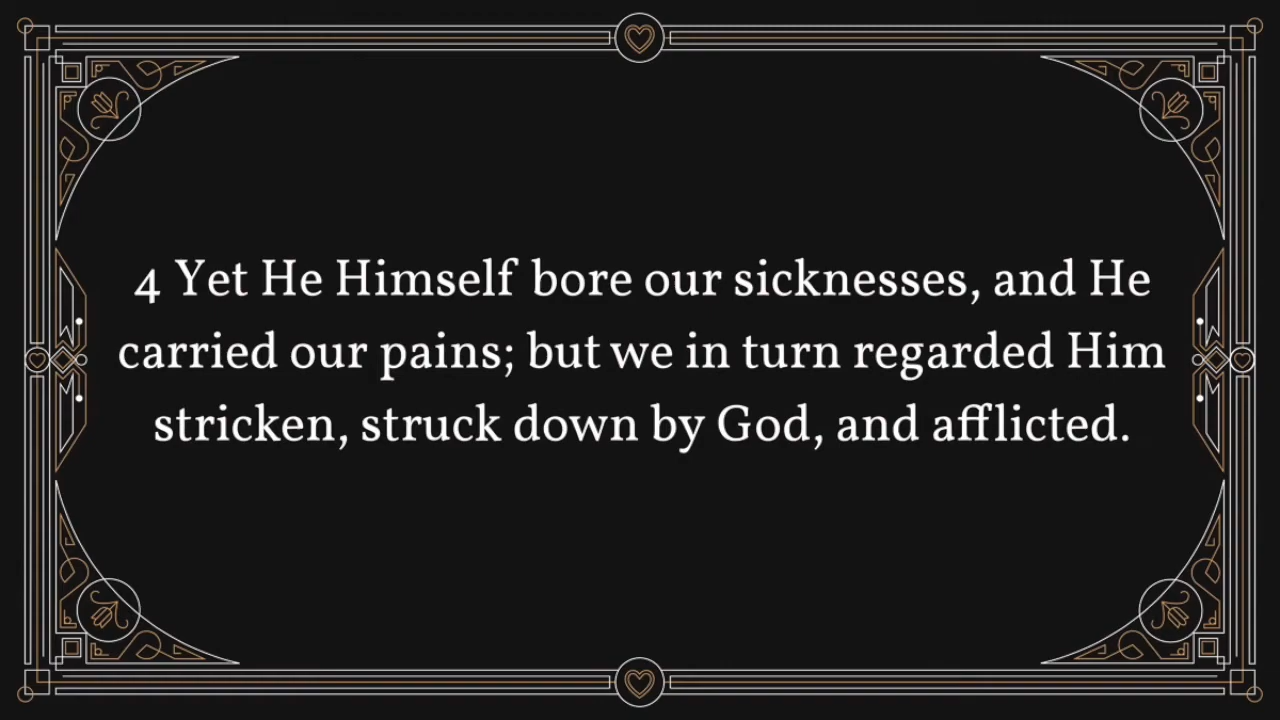 4 Yet He Himself bore our sicknesses, and He
carried our pains; but we in turn regarded Him
stricken, struck down by God, and afflicted.